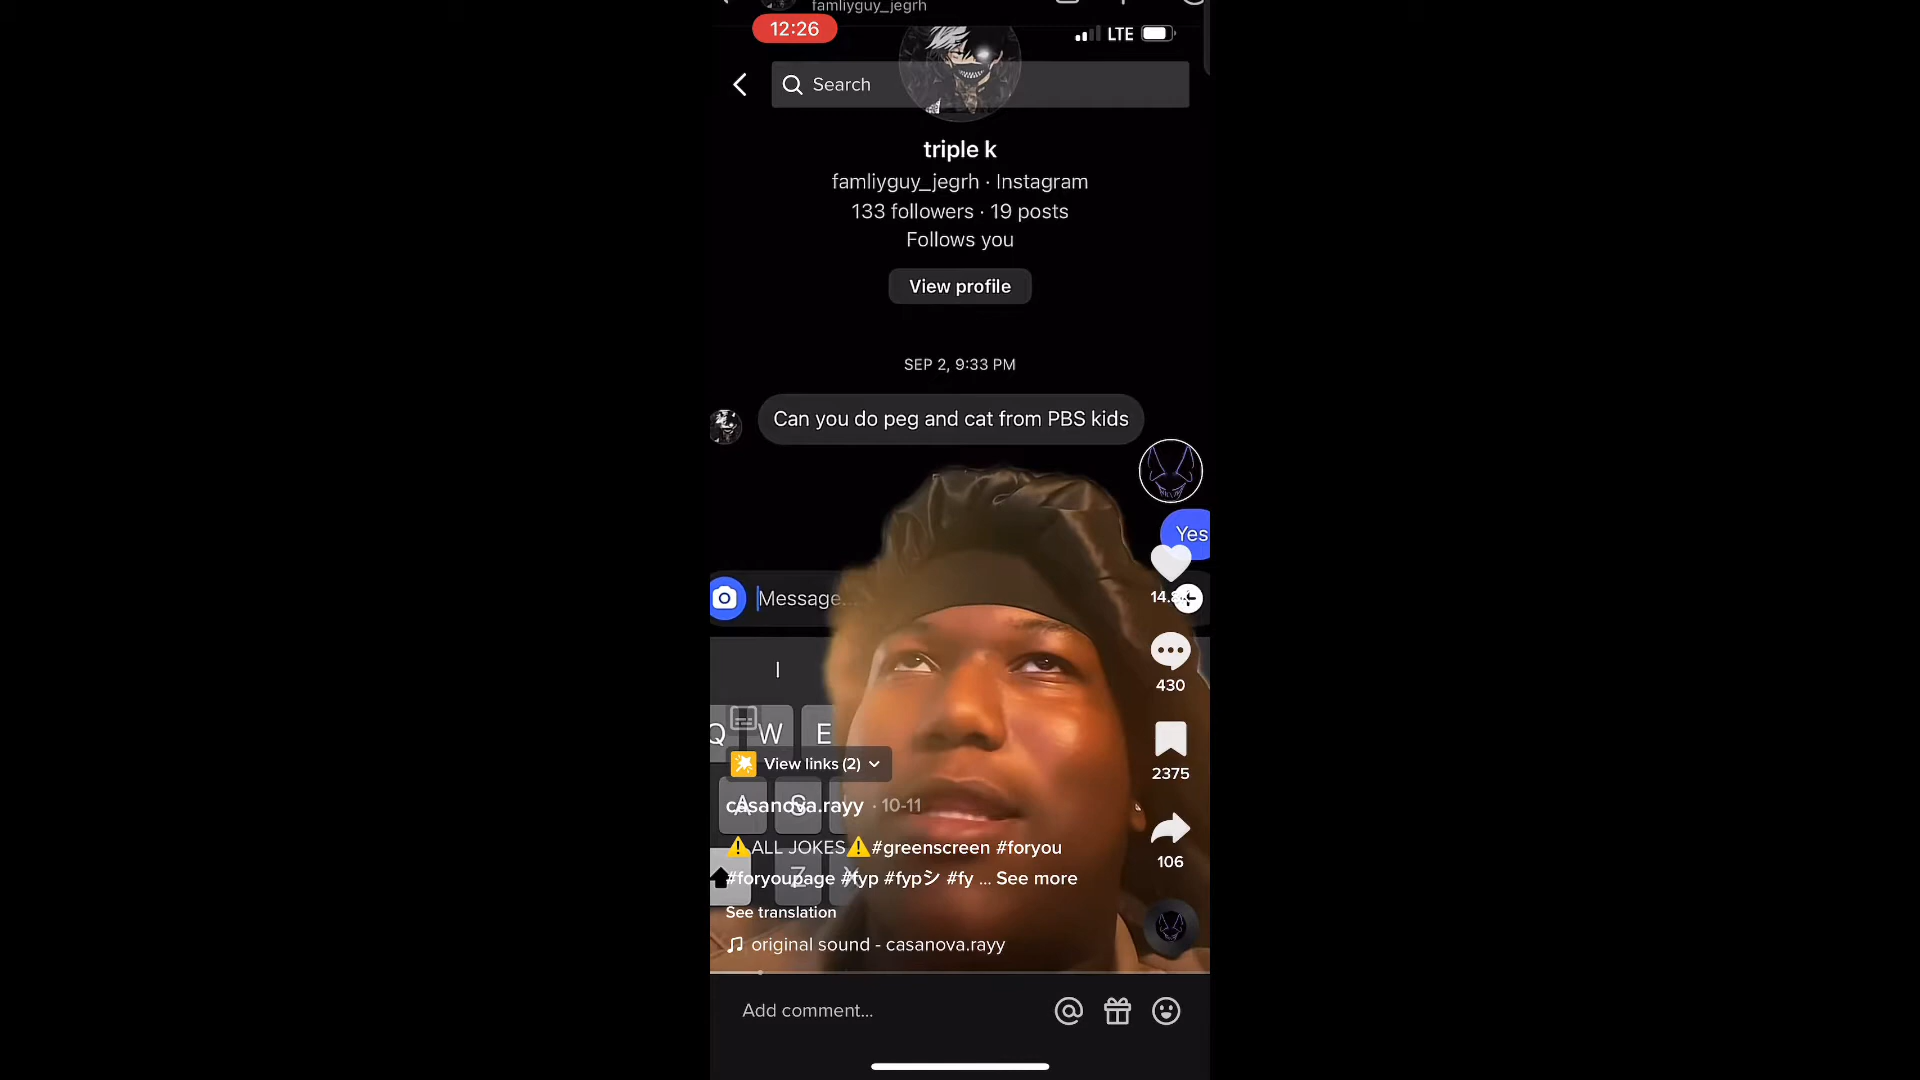 famliyguy_jegrh
12:26
LTE
Search
triple k
famliyguy_jegrh · Instagram
133 followers · 19 posts
Follows you
View profile
SEP 2, 9:33 PM
Can you do peg and cat from PBS kids
Yes
Message...
I
430
Q W E
View links (2)
2375
A S
casanova.rayy · 10-11
⚠️ALL JOKES⚠️#greenscreen #foryou
106
Z X
#foryoupage #fyp #fypシ #fy ... See more
See translation
original sound - casanova.rayy
Add comment...